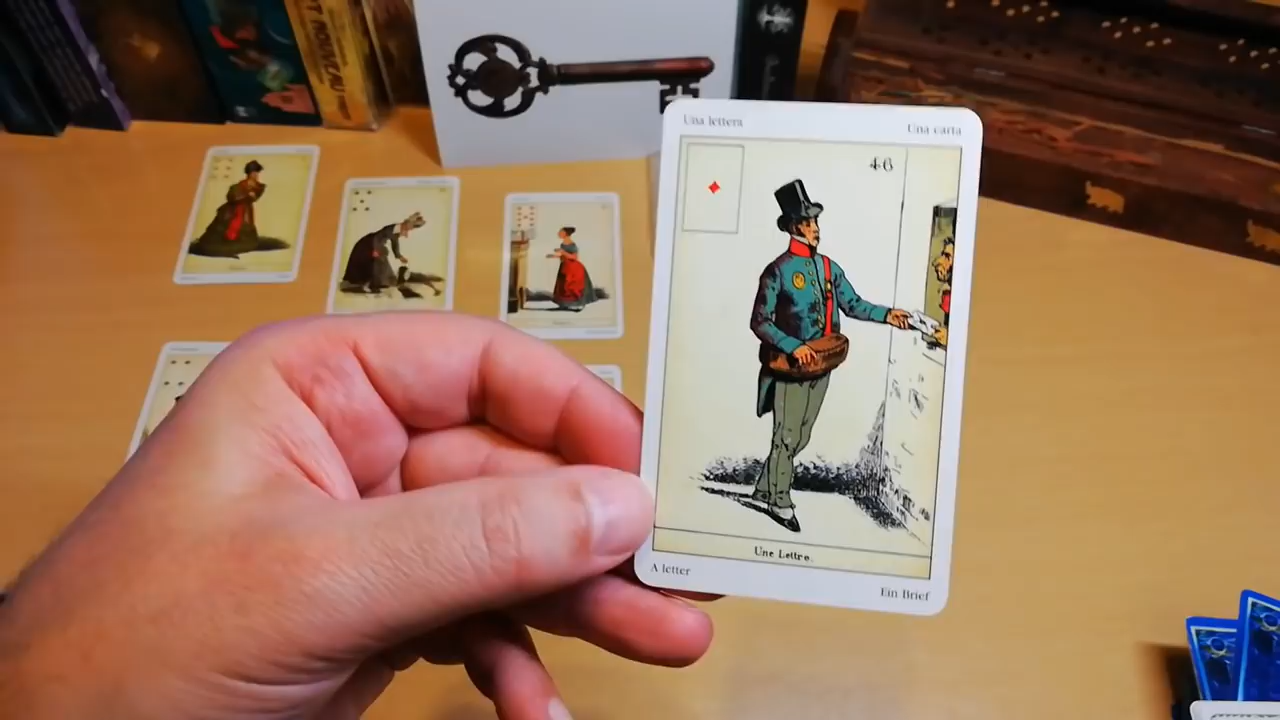 Una lettera
Una carta
46
Une Lettre.
A letter
Ein Brief